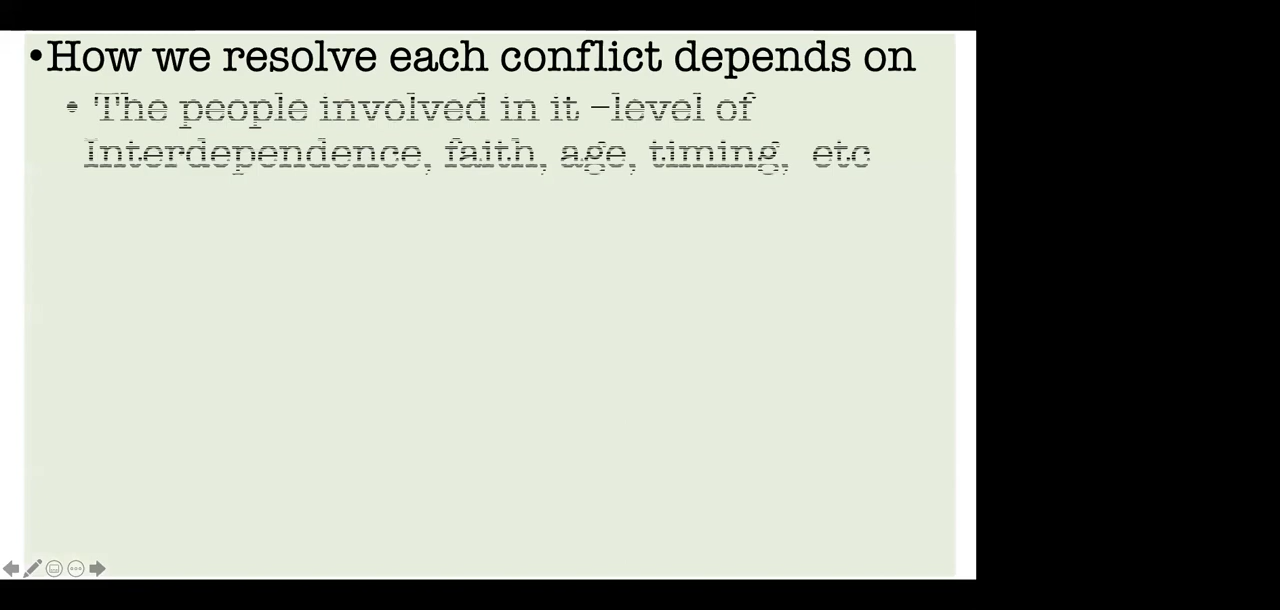 •How we resolve each conflict depends on
• The people involved in it –level of
Interdependence, faith, age, timing,  etc